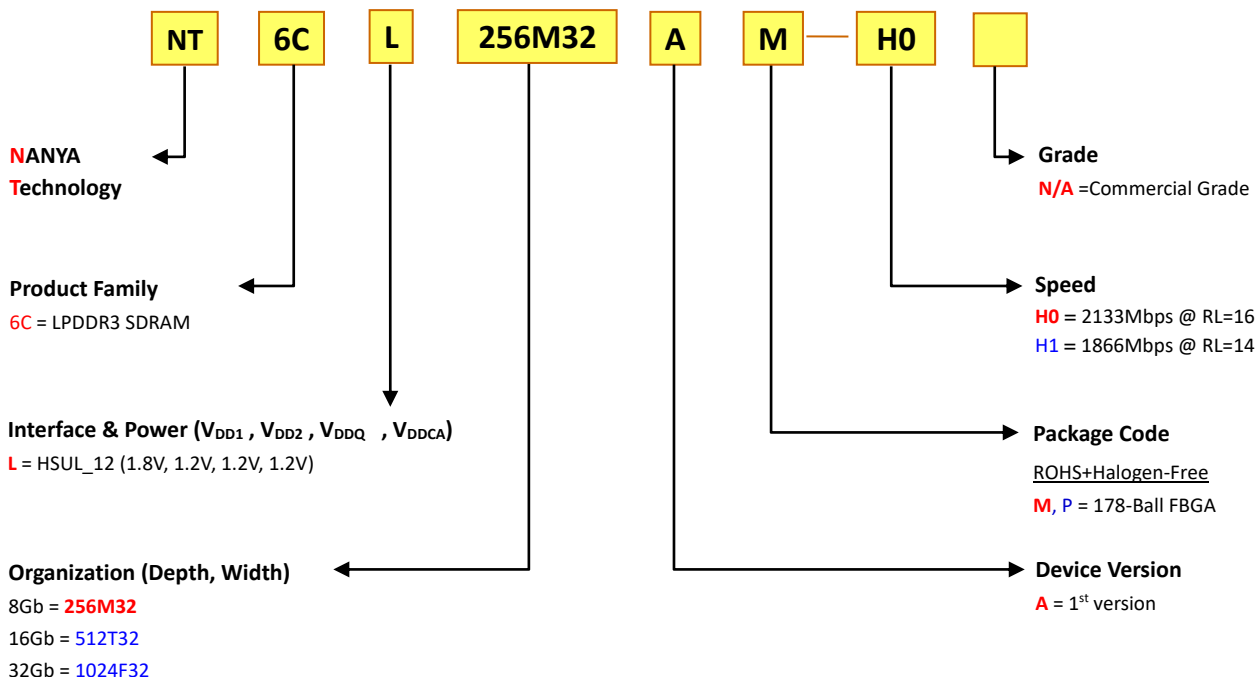 NT 6C L 256M32 A M H0
NANYA
Technology
Grade
N/A =Commercial Grade
Product Family
6C = LPDDR3 SDRAM
Speed
H0 = 2133Mbps @ RL=16
H1 = 1866Mbps @ RL=14
Interface & Power (VDD1 , VDD2 , VDDQ , VDDCA)
L = HSUL_12 (1.8V, 1.2V, 1.2V, 1.2V)
Package Code
ROHS+Halogen-Free
M, P = 178-Ball FBGA
Organization (Depth, Width)
8Gb = 256M32
16Gb = 512T32
32Gb = 1024F32
Device Version
A = 1st version